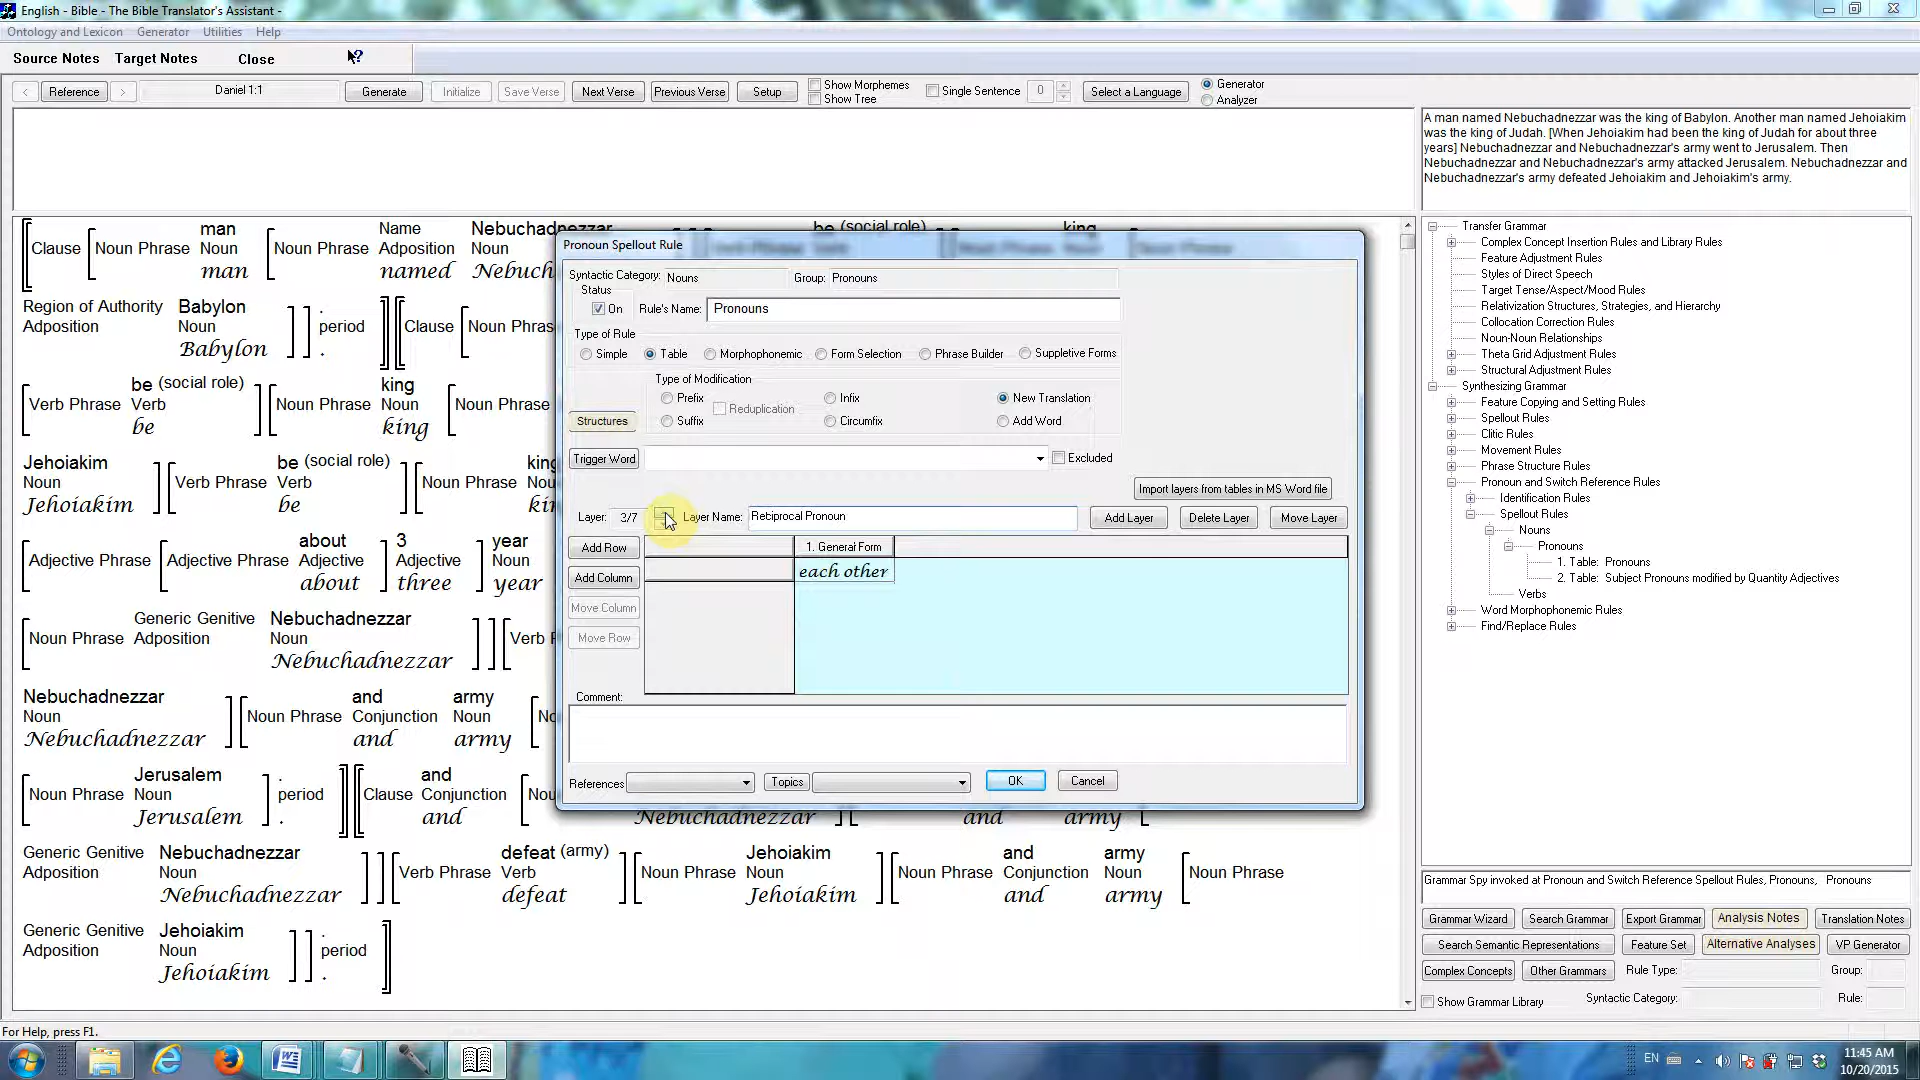 English - Bible - The Bible Translator's Assistant -
Ontology and Lexicon Generator Utilities Help
Source Notes Target Notes Close
< Reference > Daniel 1:1 Generate Initialize Save Verse Next Verse Previous Verse Setup Show Morphemes Show Tree Single Sentence 0 Select a Language Generator Analyzer
A man named Nebuchadnezzar was the king of Babylon. Another man named Jehoiakim
was the king of Judah. [When Jehoiakim had been the king of Judah for about three
years] Nebuchadnezzar and Nebuchadnezzar's army went to Jerusalem. Then
Nebuchadnezzar and Nebuchadnezzar's army attacked Jerusalem. Nebuchadnezzar and
Nebuchadnezzar's army defeated Jehoiakim and Jehoiakim's army.
man Name Nebuchadnezzar be (social role) king
Clause Noun Phrase Noun Noun Phrase Adposition Noun
man named
Region of Authority Babylon .
Adposition Noun period Clause Noun
Babylon .
be (social role) king
Verb Phrase Verb Noun Phrase Noun Noun Phrase
be king
Jehoiakim be (social role)
Noun Verb Phrase Verb Noun Phrase
Jehoiakim be
about 3 year
Adjective Phrase Adjective Phrase Adjective Adjective Noun
about three year
Generic Genitive Nebuchadnezzar
Noun Phrase Adposition Noun Verb
Nebuchadnezzar
Nebuchadnezzar and army
Noun Noun Phrase Conjunction Noun
Nebuchadnezzar and army
Jerusalem . and
Noun Phrase Noun period Clause Conjunction
Jerusalem . and Nebuchadnezzar and army
Generic Genitive Nebuchadnezzar defeat (army) Jehoiakim and army
Adposition Noun Verb Phrase Verb Noun Phrase Noun Noun Phrase Conjunction Noun Noun Phrase
Nebuchadnezzar defeat Jehoiakim and army
Generic Genitive Jehoiakim .
Adposition Noun period
Jehoiakim .
Pronoun Spellout Rule
Syntactic Category: Nouns Group: Pronouns
Status
On Rule's Name: Pronouns
Type of Rule
Simple Table Morphophonemic Form Selection Phrase Builder Suppletive Forms
Type of Modification
Prefix Reduplication Infix New Translation
Structures Suffix Circumfix Add Word
Trigger Word Excluded
Import layers from tables in MS Word file
Layer: 3/7 Layer Name: Reciprocal Pronoun Add Layer Delete Layer Move Layer
Add Row 1. General Form
each other
Add Column
Move Column
Move Row
Comment:
References Topics OK Cancel
Transfer Grammar
Complex Concept Insertion Rules and Library Rules
Feature Adjustment Rules
Styles of Direct Speech
Target Tense/Aspect/Mood Rules
Relativization Structures, Strategies, and Hierarchy
Collocation Correction Rules
Noun-Noun Relationships
Theta Grid Adjustment Rules
Structural Adjustment Rules
Synthesizing Grammar
Feature Copying and Setting Rules
Spellout Rules
Clitic Rules
Movement Rules
Phrase Structure Rules
Pronoun and Switch Reference Rules
Identification Rules
Spellout Rules
Nouns
Pronouns
1. Table: Pronouns
2. Table: Subject Pronouns modified by Quantity Adjectives
Verbs
Word Morphophonemic Rules
Find/Replace Rules
Grammar Spy invoked at Pronoun and Switch Reference Spellout Rules, Pronouns, Pronouns
Grammar Wizard Search Grammar Export Grammar Analysis Notes Translation Notes
Search Semantic Representations Feature Set Alternative Analyses VP Generator
Complex Concepts Other Grammars Rule Type: Group:
Show Grammar Library Syntactic Category: Rule:
For Help, press F1.
EN 11:45 AM
10/20/2015